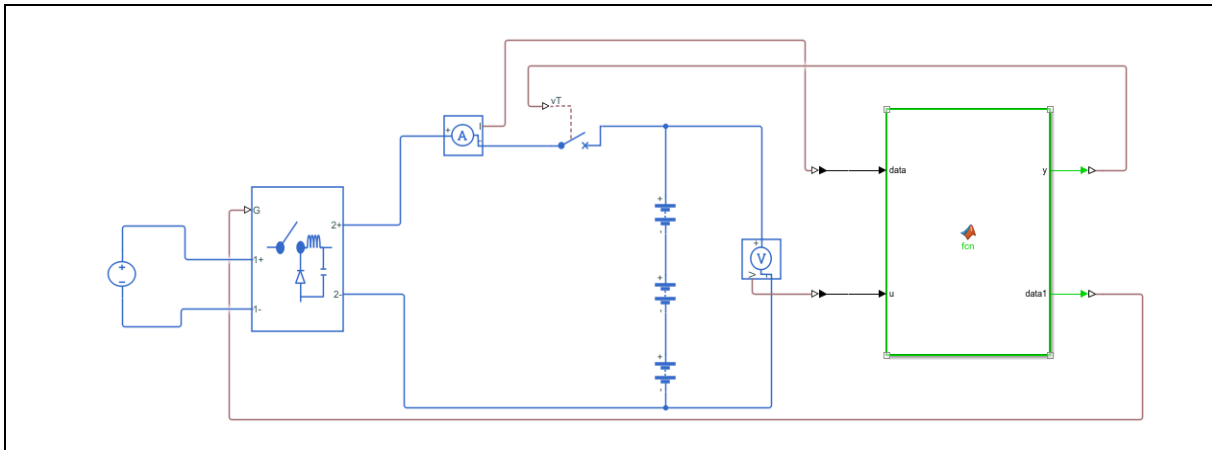 vT
I
+
A
data
y
G
2+
+
-
fcn
+
-
1+
+
V
+
-
2-
u
data1
1-
+
-